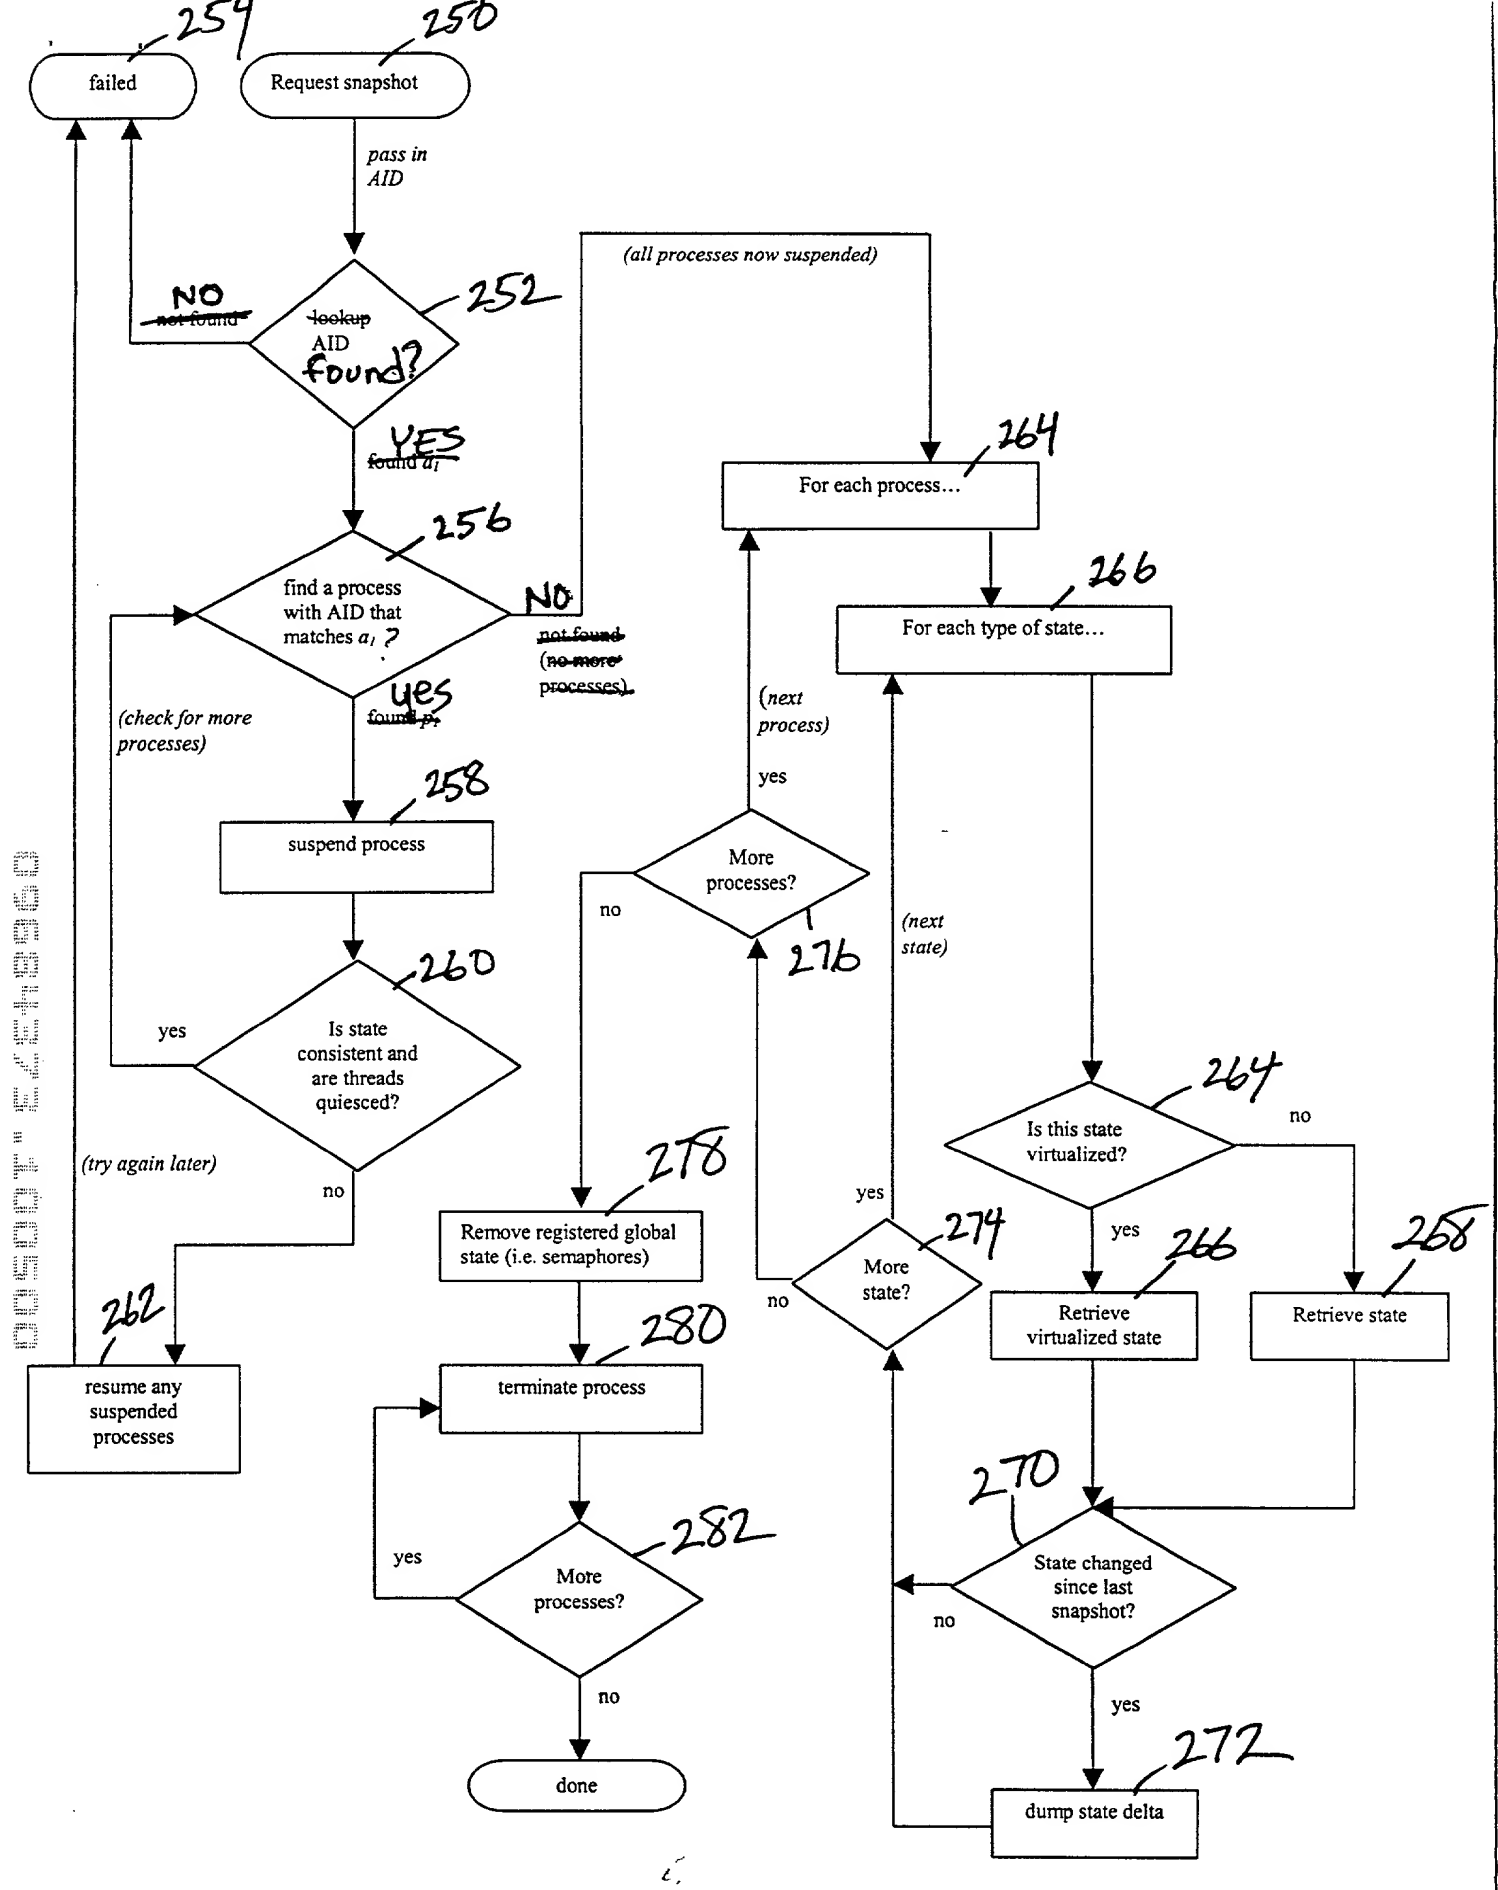 254
250
failed
Request snapshot
pass in
AID
(all processes now suspended)
NO
not found
252
lookup
AID
found?
YES
found a1
264
For each process...
256
find a process
with AID that
matches a1 ?
NO
not found
(no more
processes)
266
For each type of state...
yes
found p1
(check for more
processes)
(next
process)
yes
258
suspend process
More
processes?
no
276
(next
state)
260
yes
Is state
consistent and
are threads
quiesced?
no
(try again later)
264
Is this state
virtualized?
no
yes
278
Remove registered global
state (i.e. semaphores)
yes
274
More
state?
no
266
Retrieve
virtualized state
268
Retrieve state
262
resume any
suspended
processes
280
terminate process
270
State changed
since last
snapshot?
no
yes
282
yes
More
processes?
no
done
272
dump state delta